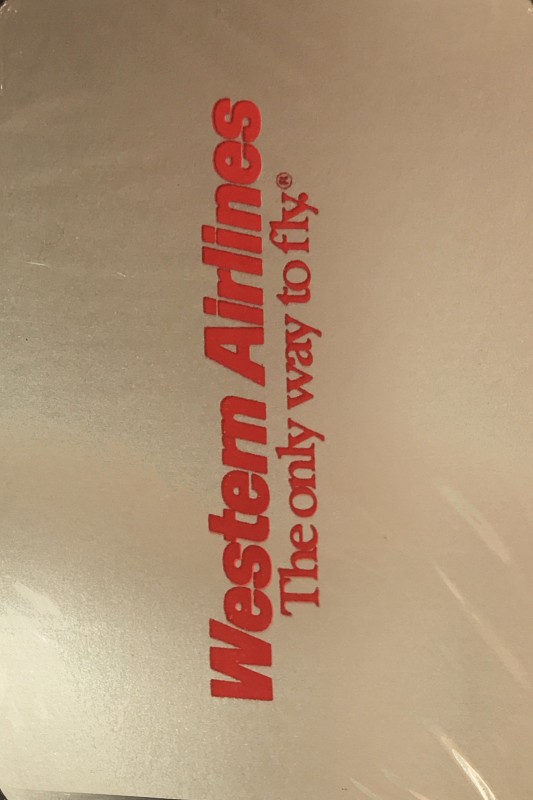 Western Airlines
The only way to fly.®